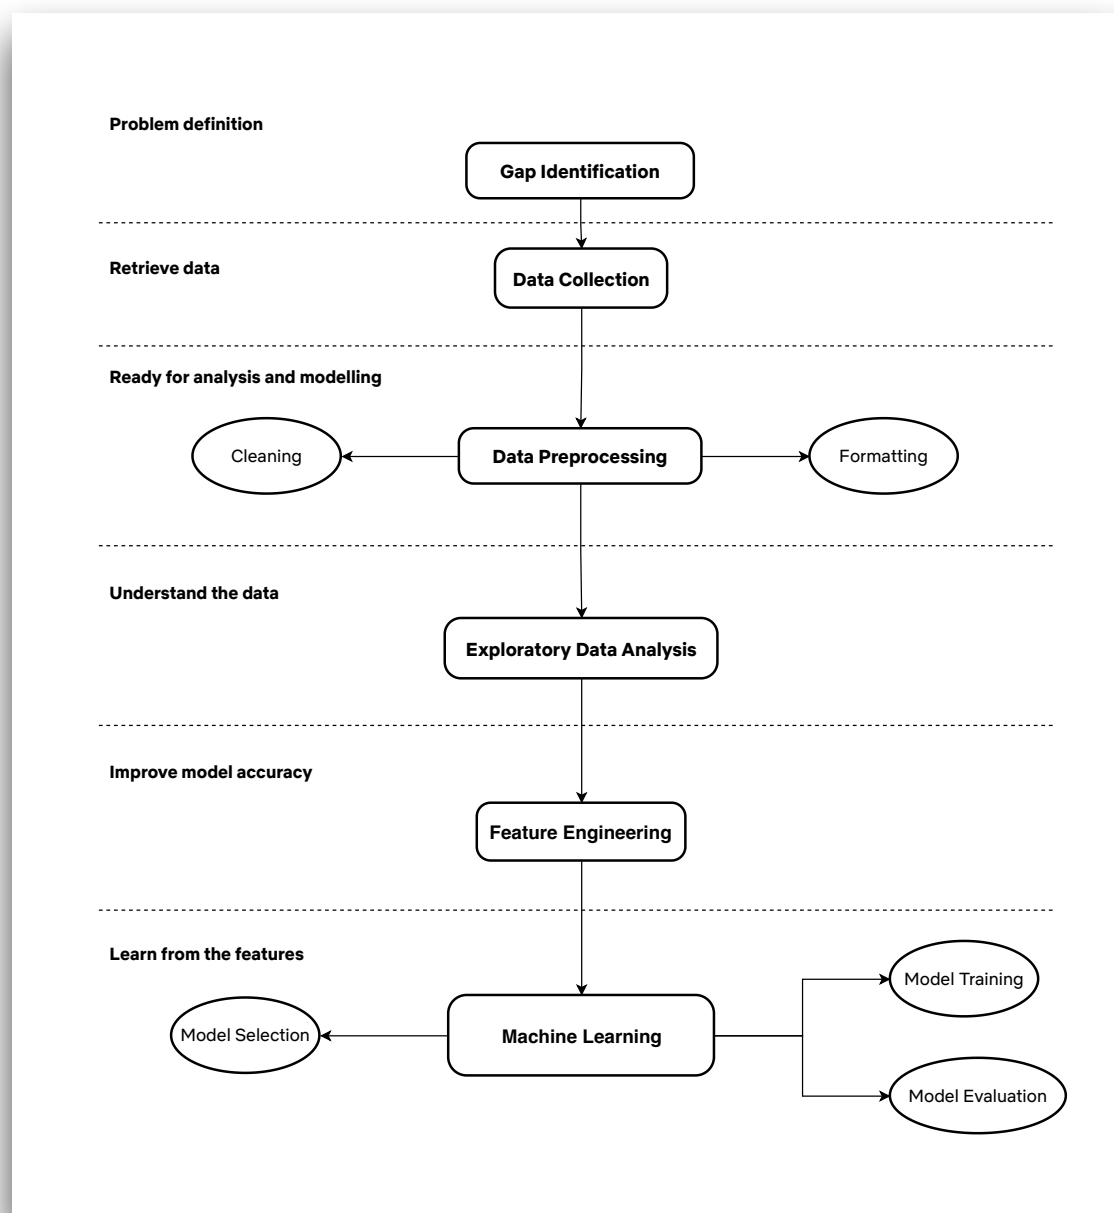 Problem definition
Gap Identification
Retrieve data
Data Collection
Ready for analysis and modelling
Cleaning
Data Preprocessing
Formatting
Understand the data
Exploratory Data Analysis
Improve model accuracy
Feature Engineering
Learn from the features
Model Training
Model Selection
Machine Learning
Model Evaluation